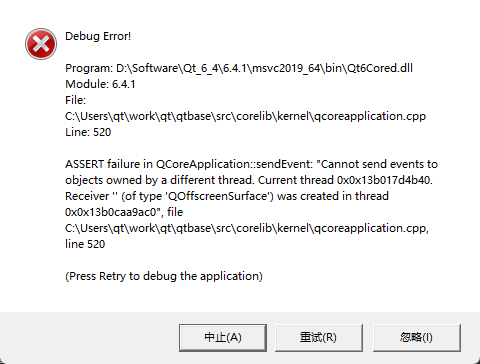 Debug Error!
Program: D:\Software\Qt_6_4\6.4.1\msvc2019_64\bin\Qt6Cored.dll
Module: 6.4.1
File:
C:\Users\qt\work\qt\qtbase\src\corelib\kernel\qcoreapplication.cpp
Line: 520
ASSERT failure in QCoreApplication::sendEvent: "Cannot send events to
objects owned by a different thread. Current thread 0x0x13b017d4b40.
Receiver '' (of type 'QOffscreenSurface') was created in thread
0x0x13b0caa9ac0", file
C:\Users\qt\work\qt\qtbase\src\corelib\kernel\qcoreapplication.cpp,
line 520
(Press Retry to debug the application)
中止(A)
重试(R)
忽略(I)